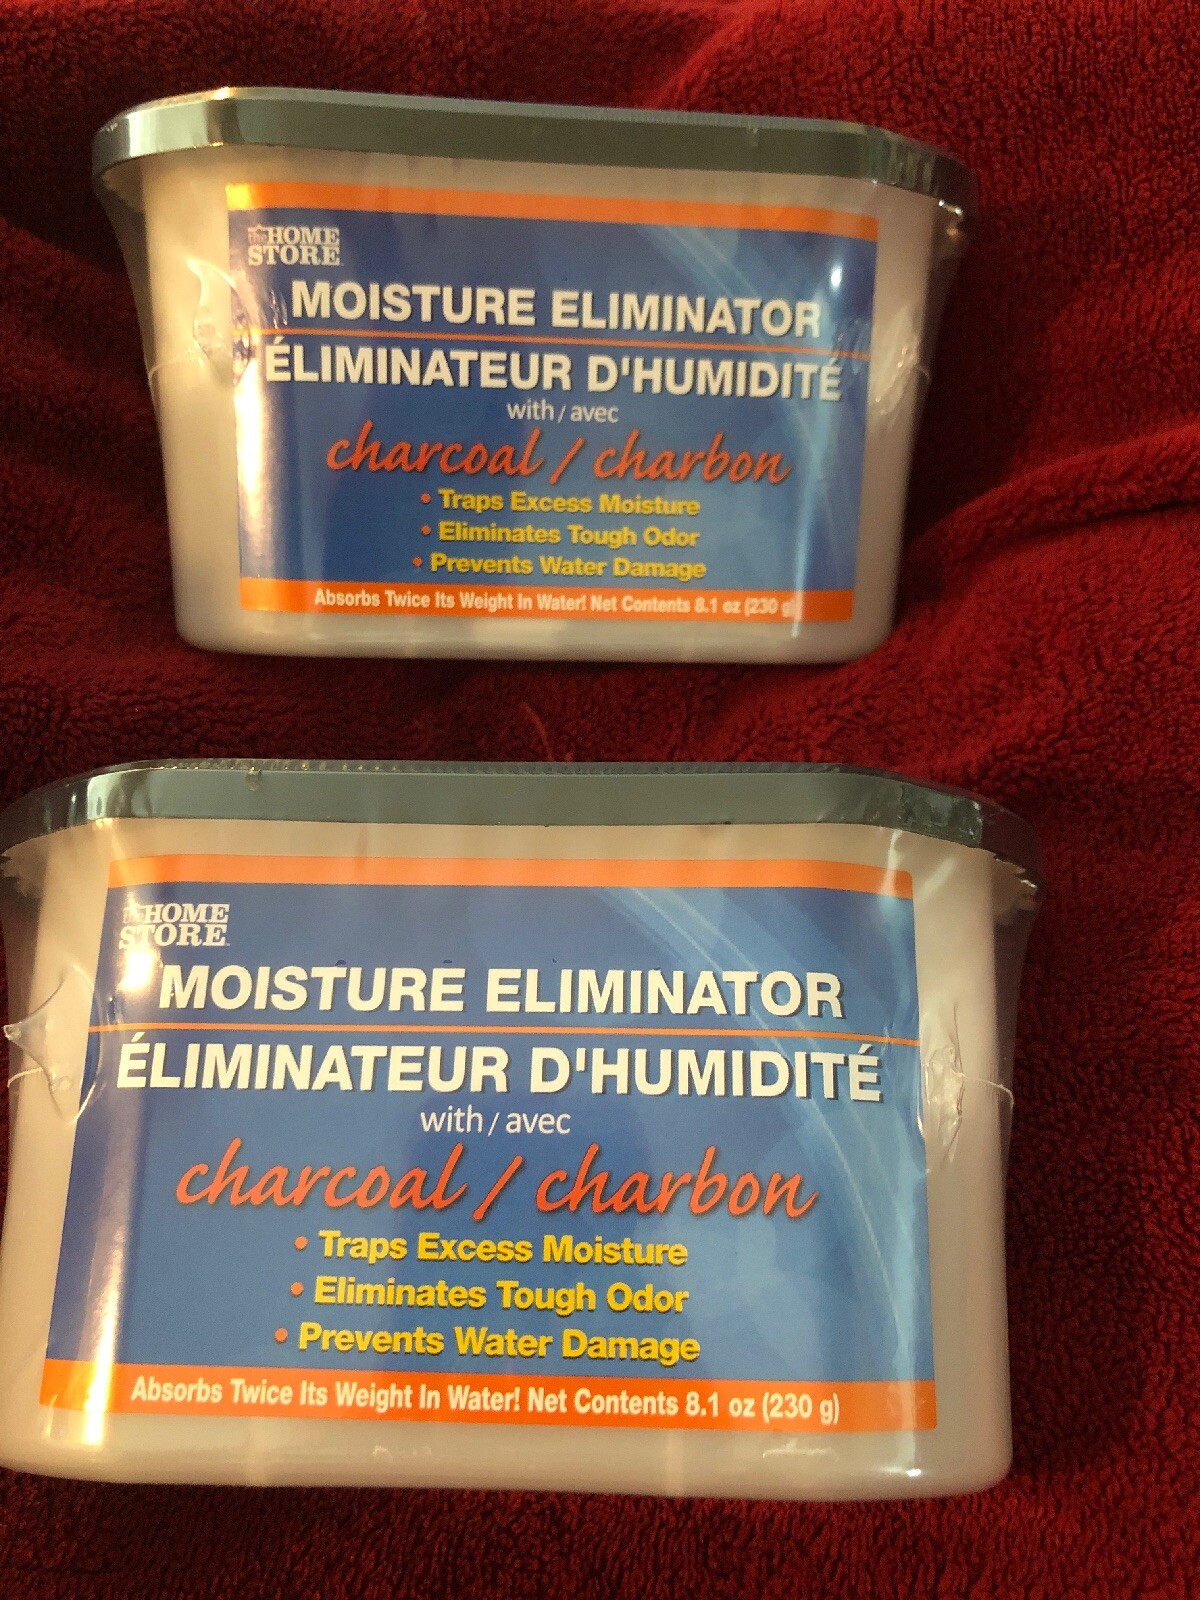 the HOME
STORE
MOISTURE ELIMINATOR
ÉLIMINATEUR D'HUMIDITÉ
with / avec
charcoal / charbon
• Traps Excess Moisture
• Eliminates Tough Odor
• Prevents Water Damage
Absorbs Twice Its Weight In Water! Net Contents 8.1 oz (230 g)
the HOME
STORE
MOISTURE ELIMINATOR
ÉLIMINATEUR D'HUMIDITÉ
with / avec
charcoal / charbon
• Traps Excess Moisture
• Eliminates Tough Odor
• Prevents Water Damage
Absorbs Twice Its Weight In Water! Net Contents 8.1 oz (230 g)